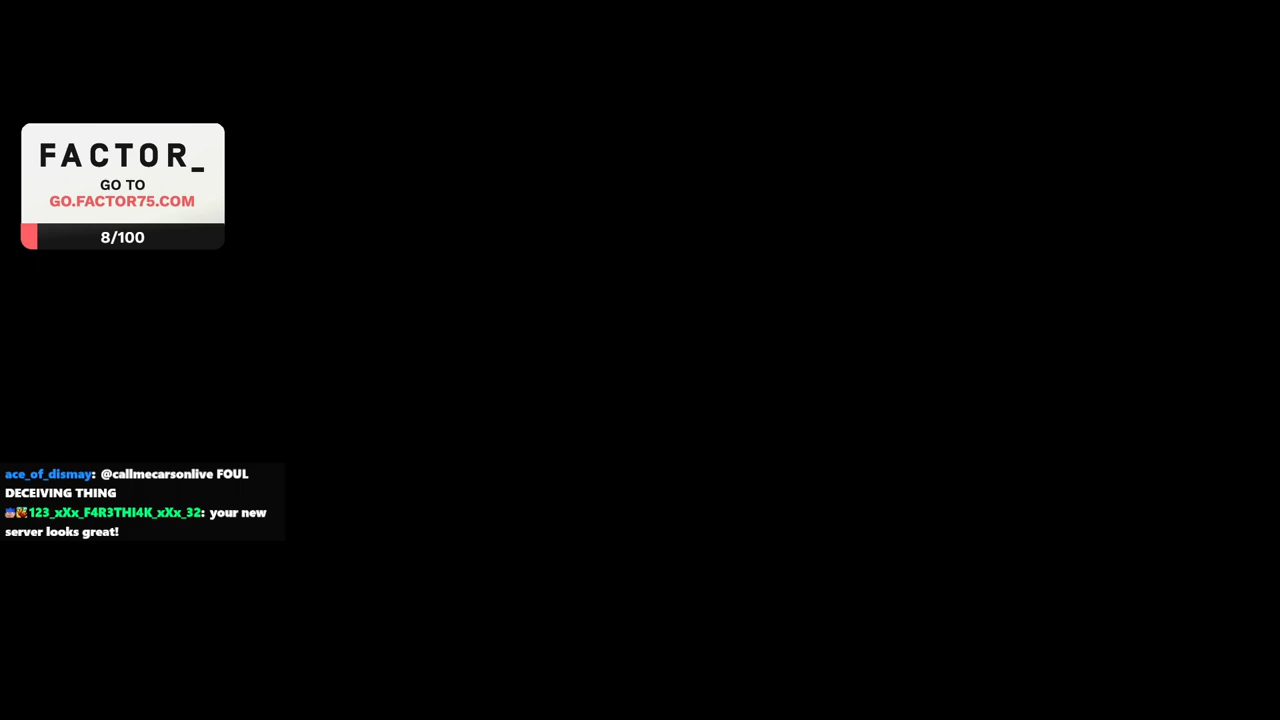 FACTOR_
GO TO
GO.FACTOR75.COM
8/100
ace_of_dismay: @callmecarsonlive FOUL
DECEIVING THING
123_xXx_F4R3THI4K_xXx_32: your new
server looks great!